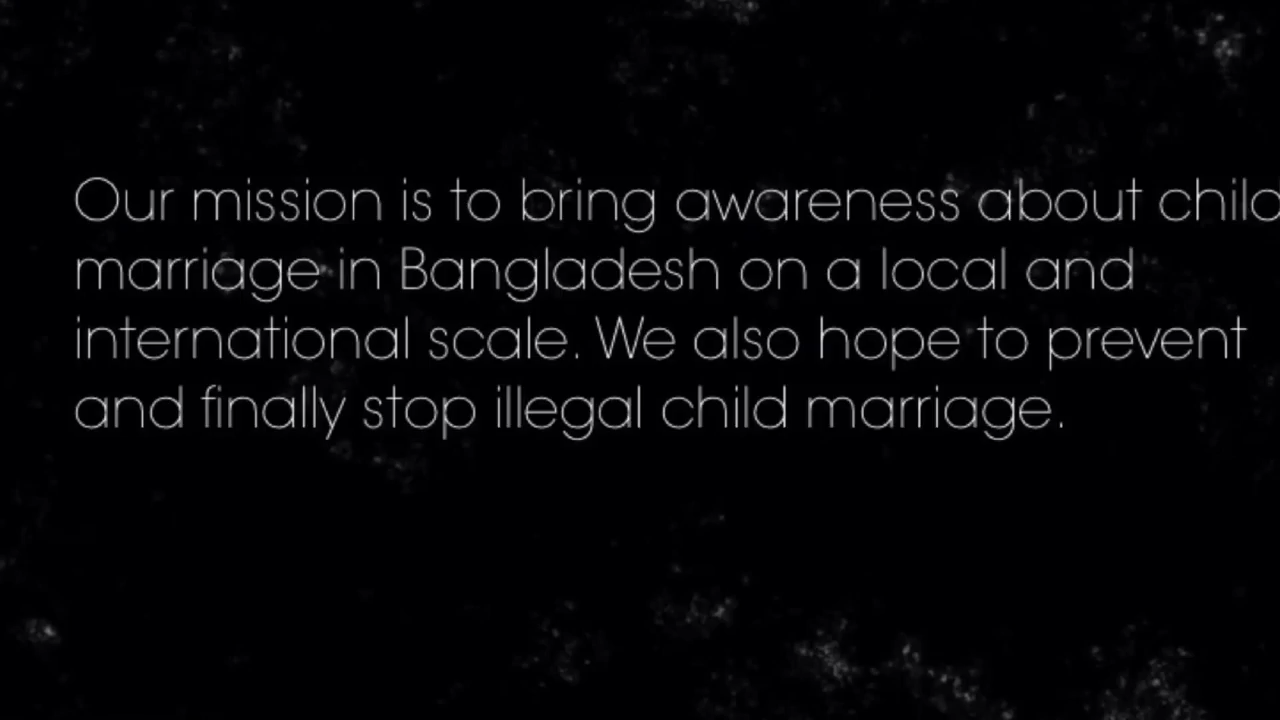 Our mission is to bring awareness about child
marriage in Bangladesh on a local and
international scale. We also hope to prevent
and finally stop illegal child marriage.